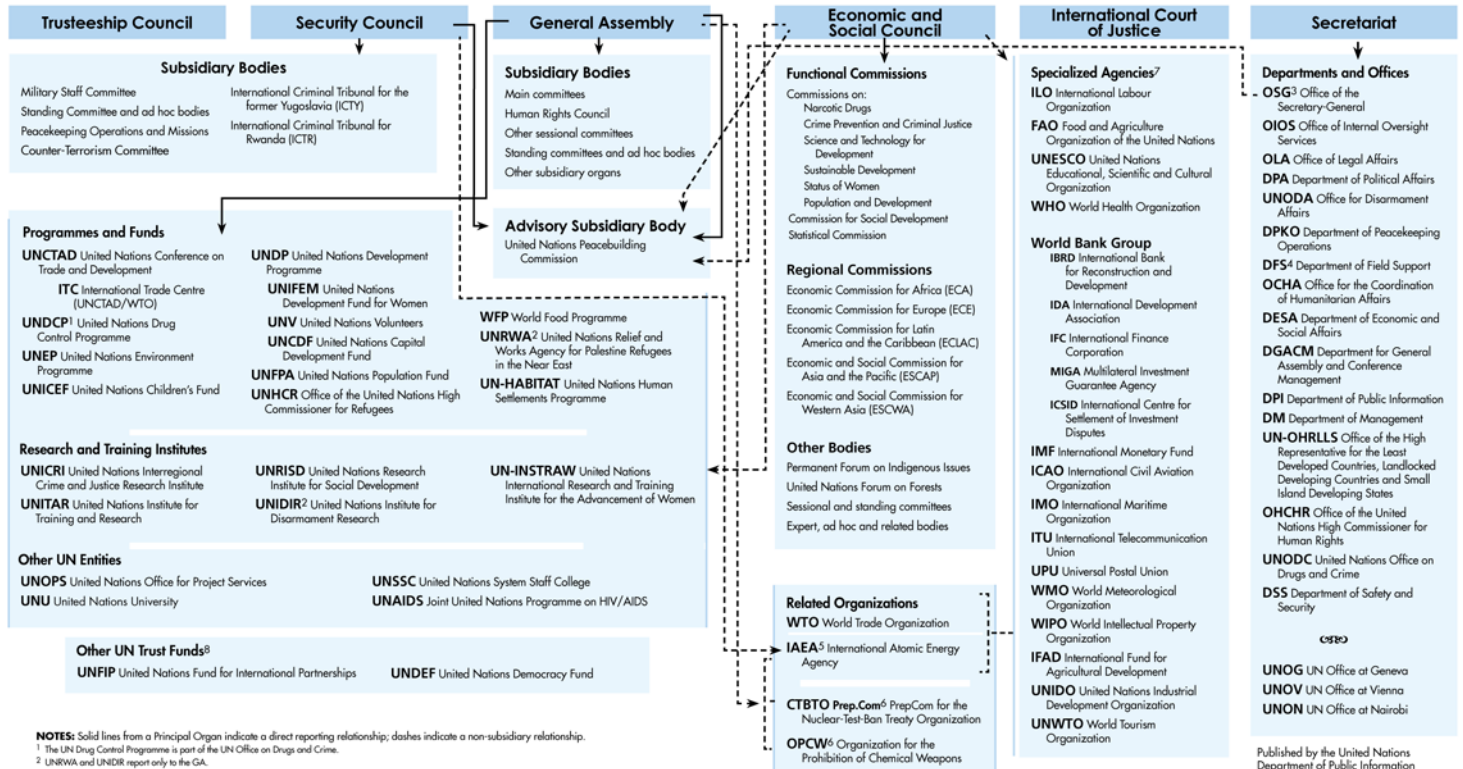 Trusteeship Council
Security Council
General Assembly
Economic and
Social Council
International Court
of Justice
Secretariat
Subsidiary Bodies
Military Staff Committee
Standing Committee and ad hoc bodies
Peacekeeping Operations and Missions
Counter-Terrorism Committee
International Criminal Tribunal for the
former Yugoslavia (ICTY)
International Criminal Tribunal for
Rwanda (ICTR)
Subsidiary Bodies
Main committees
Human Rights Council
Other sessional committees
Standing committees and ad hoc bodies
Other subsidiary organs
Advisory Subsidiary Body
United Nations Peacebuilding
Commission
Programmes and Funds
UNCTAD United Nations Conference on
Trade and Development
ITC International Trade Centre
(UNCTAD/WTO)
UNDCP1 United Nations Drug
Control Programme
UNEP United Nations Environment
Programme
UNICEF United Nations Children's Fund
UNDP United Nations Development
Programme
UNIFEM United Nations
Development Fund for Women
UNV United Nations Volunteers
UNCDF United Nations Capital
Development Fund
UNFPA United Nations Population Fund
UNHCR Office of the United Nations High
Commissioner for Refugees
WFP World Food Programme
UNRWA2 United Nations Relief and
Works Agency for Palestine Refugees
in the Near East
UN-HABITAT United Nations Human
Settlements Programme
Research and Training Institutes
UNICRI United Nations Interregional
Crime and Justice Research Institute
UNITAR United Nations Institute for
Training and Research
UNRISD United Nations Research
Institute for Social Development
UNIDIR2 United Nations Institute for
Disarmament Research
UN-INSTRAW United Nations
International Research and Training
Institute for the Advancement of Women
Other UN Entities
UNOPS United Nations Office for Project Services
UNU United Nations University
UNSSC United Nations System Staff College
UNAIDS Joint United Nations Programme on HIV/AIDS
Other UN Trust Funds8
UNFIP United Nations Fund for International Partnerships
UNDEF United Nations Democracy Fund
Functional Commissions
Commissions on:
Narcotic Drugs
Crime Prevention and Criminal Justice
Science and Technology for
Development
Sustainable Development
Status of Women
Population and Development
Commission for Social Development
Statistical Commission
Regional Commissions
Economic Commission for Africa (ECA)
Economic Commission for Europe (ECE)
Economic Commission for Latin
America and the Caribbean (ECLAC)
Economic and Social Commission for
Asia and the Pacific (ESCAP)
Economic and Social Commission for
Western Asia (ESCWA)
Other Bodies
Permanent Forum on Indigenous Issues
United Nations Forum on Forests
Sessional and standing committees
Expert, ad hoc and related bodies
Related Organizations
WTO World Trade Organization
IAEA5 International Atomic Energy
Agency
CTBTO Prep.Com6 PrepCom for the
Nuclear-Test-Ban Treaty Organization
OPCW6 Organization for the
Prohibition of Chemical Weapons
Specialized Agencies7
ILO International Labour
Organization
FAO Food and Agriculture
Organization of the United Nations
UNESCO United Nations
Educational, Scientific and Cultural
Organization
WHO World Health Organization
World Bank Group
IBRD International Bank
for Reconstruction and
Development
IDA International Development
Association
IFC International Finance
Corporation
MIGA Multilateral Investment
Guarantee Agency
ICSID International Centre for
Settlement of Investment
Disputes
IMF International Monetary Fund
ICAO International Civil Aviation
Organization
IMO International Maritime
Organization
ITU International Telecommunication
Union
UPU Universal Postal Union
WMO World Meteorological
Organization
WIPO World Intellectual Property
Organization
IFAD International Fund for
Agricultural Development
UNIDO United Nations Industrial
Development Organization
UNWTO World Tourism
Organization
Departments and Offices
OSG3 Office of the
Secretary-General
OIOS Office of Internal Oversight
Services
OLA Office of Legal Affairs
DPA Department of Political Affairs
UNODA Office for Disarmament
Affairs
DPKO Department of Peacekeeping
Operations
DFS4 Department of Field Support
OCHA Office for the Coordination
of Humanitarian Affairs
DESA Department of Economic and
Social Affairs
DGACM Department for General
Assembly and Conference
Management
DPI Department of Public Information
DM Department of Management
UN-OHRLLS Office of the High
Representative for the Least
Developed Countries, Landlocked
Developing Countries and Small
Island Developing States
OHCHR Office of the United
Nations High Commissioner for
Human Rights
UNODC United Nations Office on
Drugs and Crime
DSS Department of Safety and
Security
UNOG UN Office at Geneva
UNOV UN Office at Vienna
UNON UN Office at Nairobi
NOTES: Solid lines from a Principal Organ indicate a direct reporting relationship; dashes indicate a non-subsidiary relationship.
1 The UN Drug Control Programme is part of the UN Office on Drugs and Crime.
2 UNRWA and UNIDIR report only to the GA.
Published by the United Nations
Department of Public Information